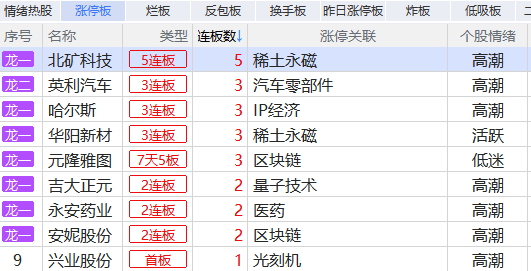 情绪热股 涨停板 烂板 反包板 换手板 昨日涨停板 炸板 低吸板
序号 名称 类型 连板数↓ 涨停关联 个股情绪
龙一 北矿科技 5连板 5 稀土永磁 高潮
龙一 英利汽车 3连板 3 汽车零部件 高潮
龙一 哈尔斯 3连板 3 IP经济 高潮
龙一 华阳新材 3连板 3 稀土永磁 活跃
龙一 元隆雅图 7天5板 3 区块链 低迷
龙一 吉大正元 2连板 2 量子技术 高潮
龙一 永安药业 2连板 2 医药 高潮
龙一 安妮股份 2连板 2 区块链 高潮
9 兴业股份 首板 1 光刻机 高潮